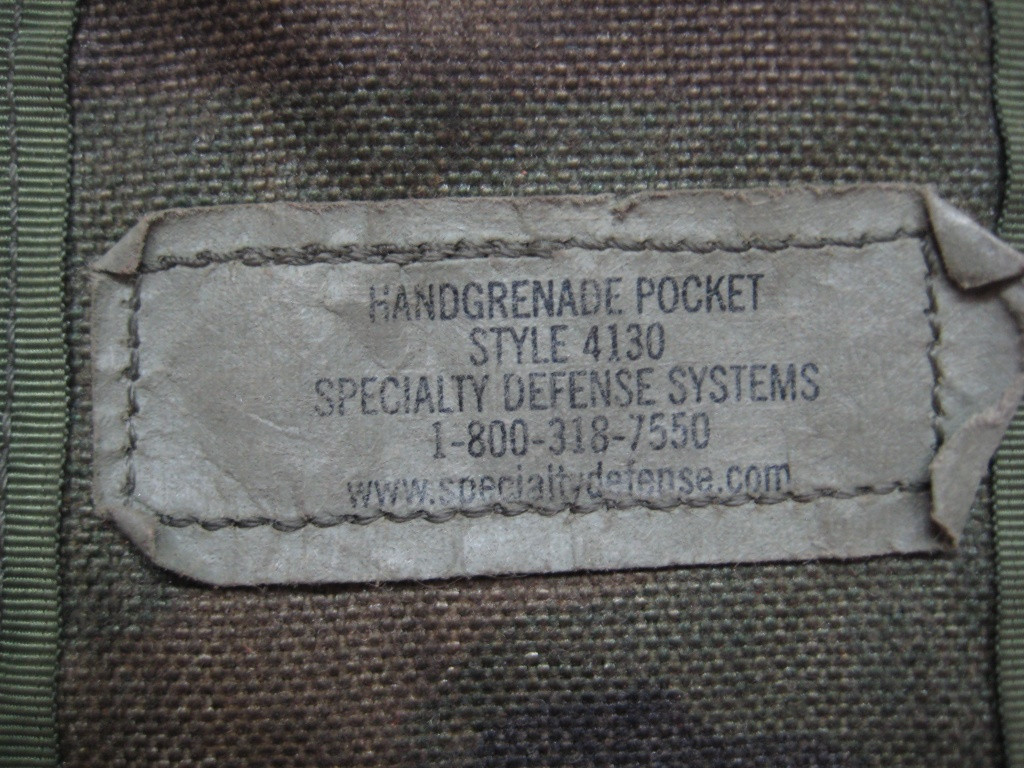 HANDGRENADE POCKET
STYLE 4130
SPECIALTY DEFENSE SYSTEMS
1-800-318-7550
www.specialtydefense.com